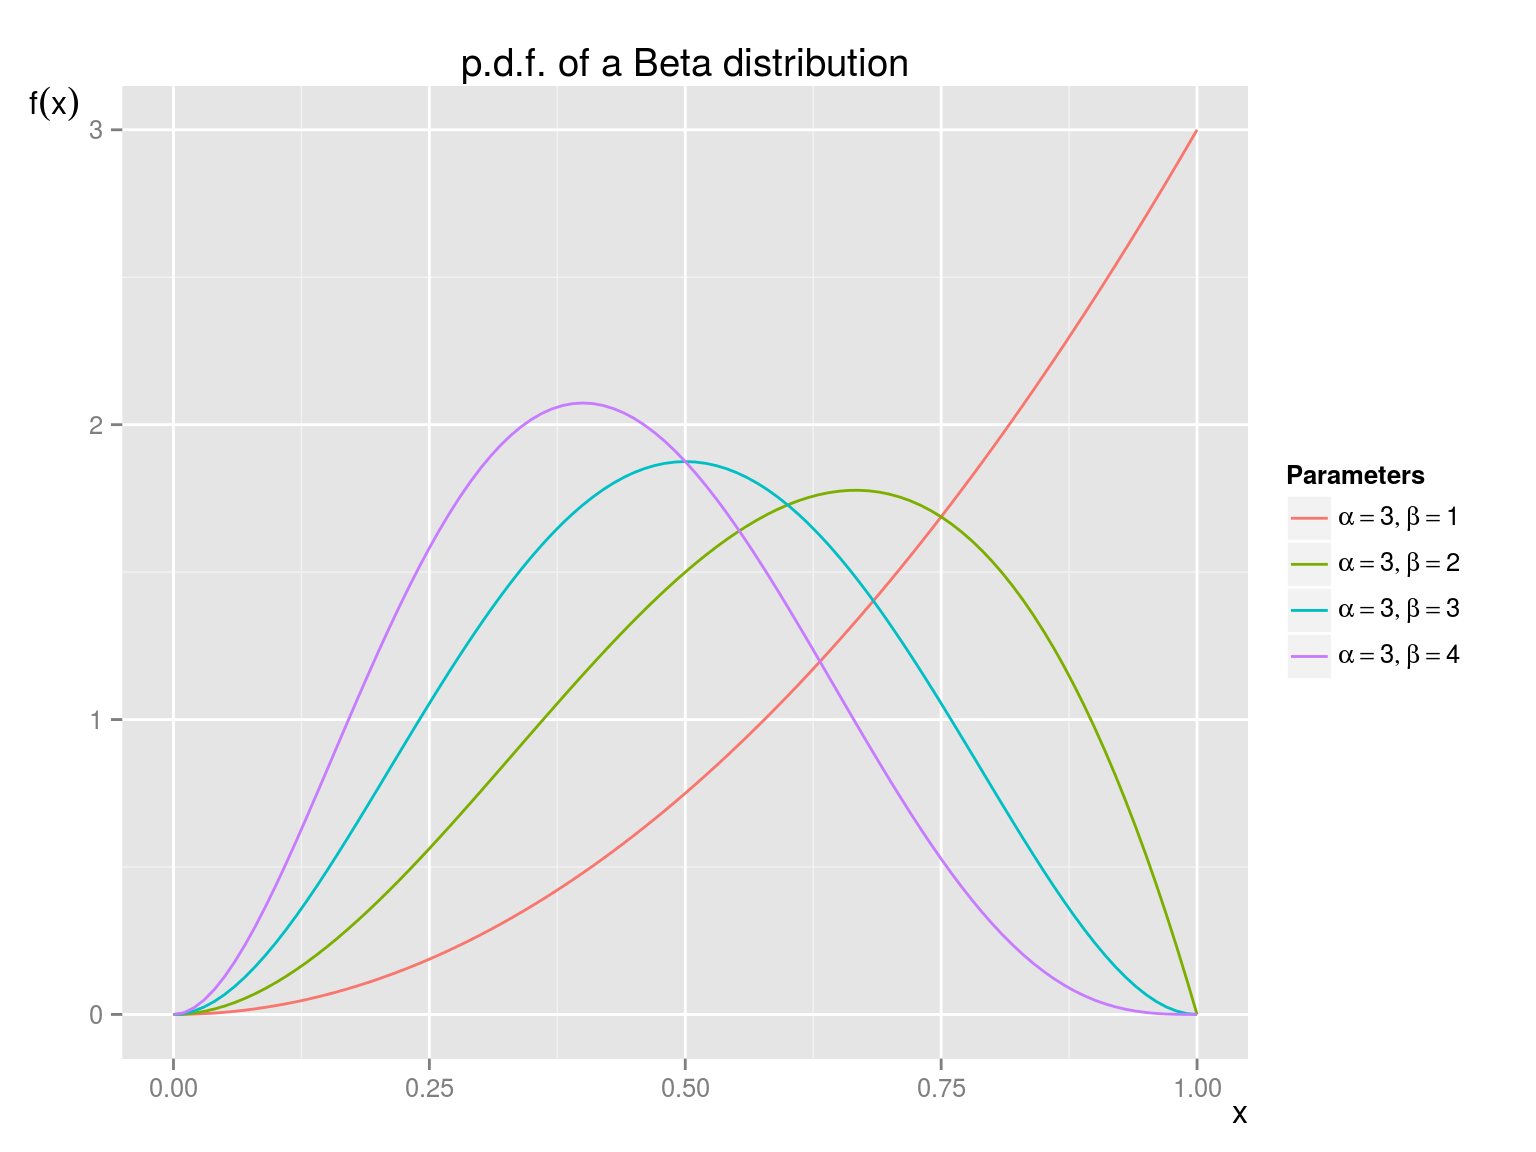 p.d.f. of a Beta distribution
f(x)
3
2
1
0
0.00 0.25 0.50 0.75 1.00
x
Parameters
α = 3, β = 1
α = 3, β = 2
α = 3, β = 3
α = 3, β = 4